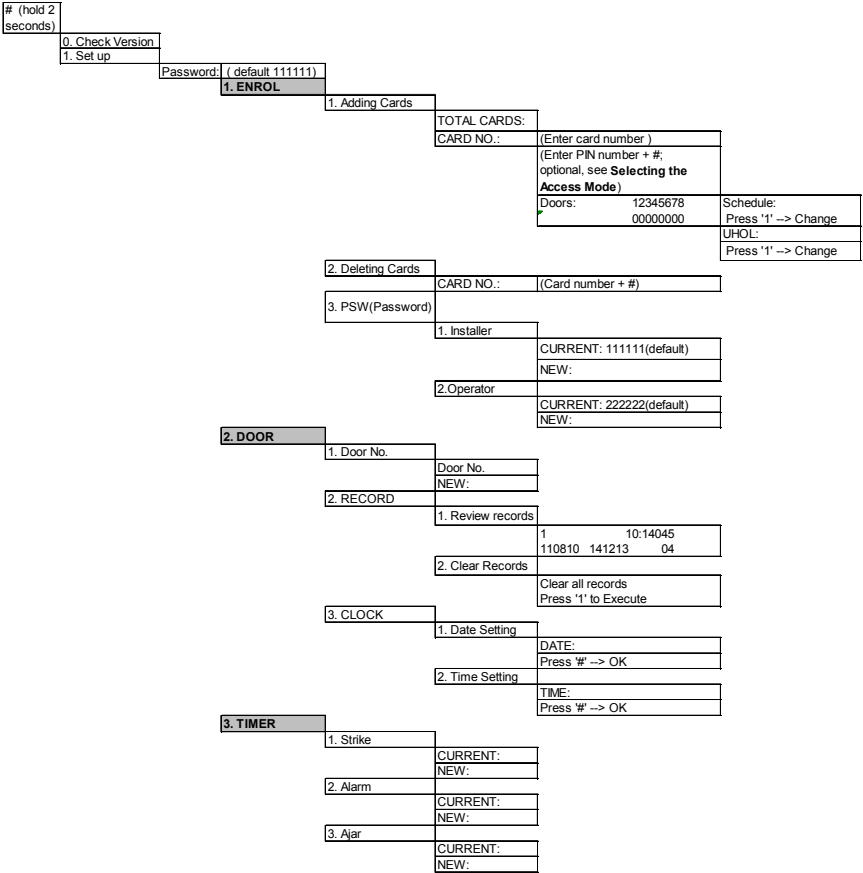 # (hold 2
seconds)
0. Check Version
1. Set up
Password: ( default 111111)
1. ENROL
1. Adding Cards
TOTAL CARDS:
CARD NO.: (Enter card number )
(Enter PIN number + #;
optional, see Selecting the
Access Mode)
Doors: 12345678 Schedule:
00000000 Press '1' --> Change
UHOL:
Press '1' --> Change
2. Deleting Cards
CARD NO.: (Card number + #)
3. PSW(Password)
1. Installer
CURRENT: 111111(default)
NEW:
2.Operator
CURRENT: 222222(default)
NEW:
2. DOOR
1. Door No.
Door No.
NEW:
2. RECORD
1. Review records
1 10:14045
110810 141213 04
2. Clear Records
Clear all records
Press '1' to Execute
3. CLOCK
1. Date Setting
DATE:
Press '#' --> OK
2. Time Setting
TIME:
Press '#' --> OK
3. TIMER
1. Strike
CURRENT:
NEW:
2. Alarm
CURRENT:
NEW:
3. Ajar
CURRENT:
NEW: